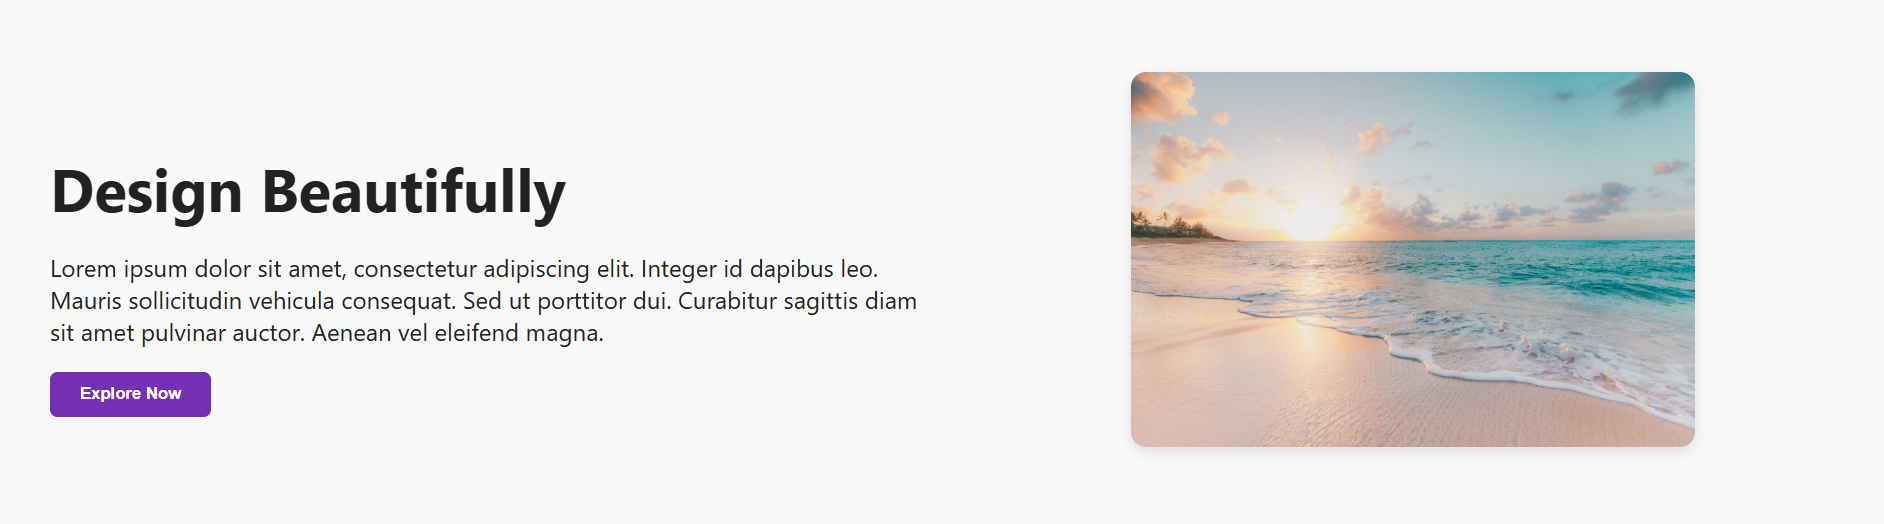 Design Beautifully
Lorem ipsum dolor sit amet, consectetur adipiscing elit. Integer id dapibus leo.
Mauris sollicitudin vehicula consequat. Sed ut porttitor dui. Curabitur sagittis diam
sit amet pulvinar auctor. Aenean vel eleifend magna.
Explore Now